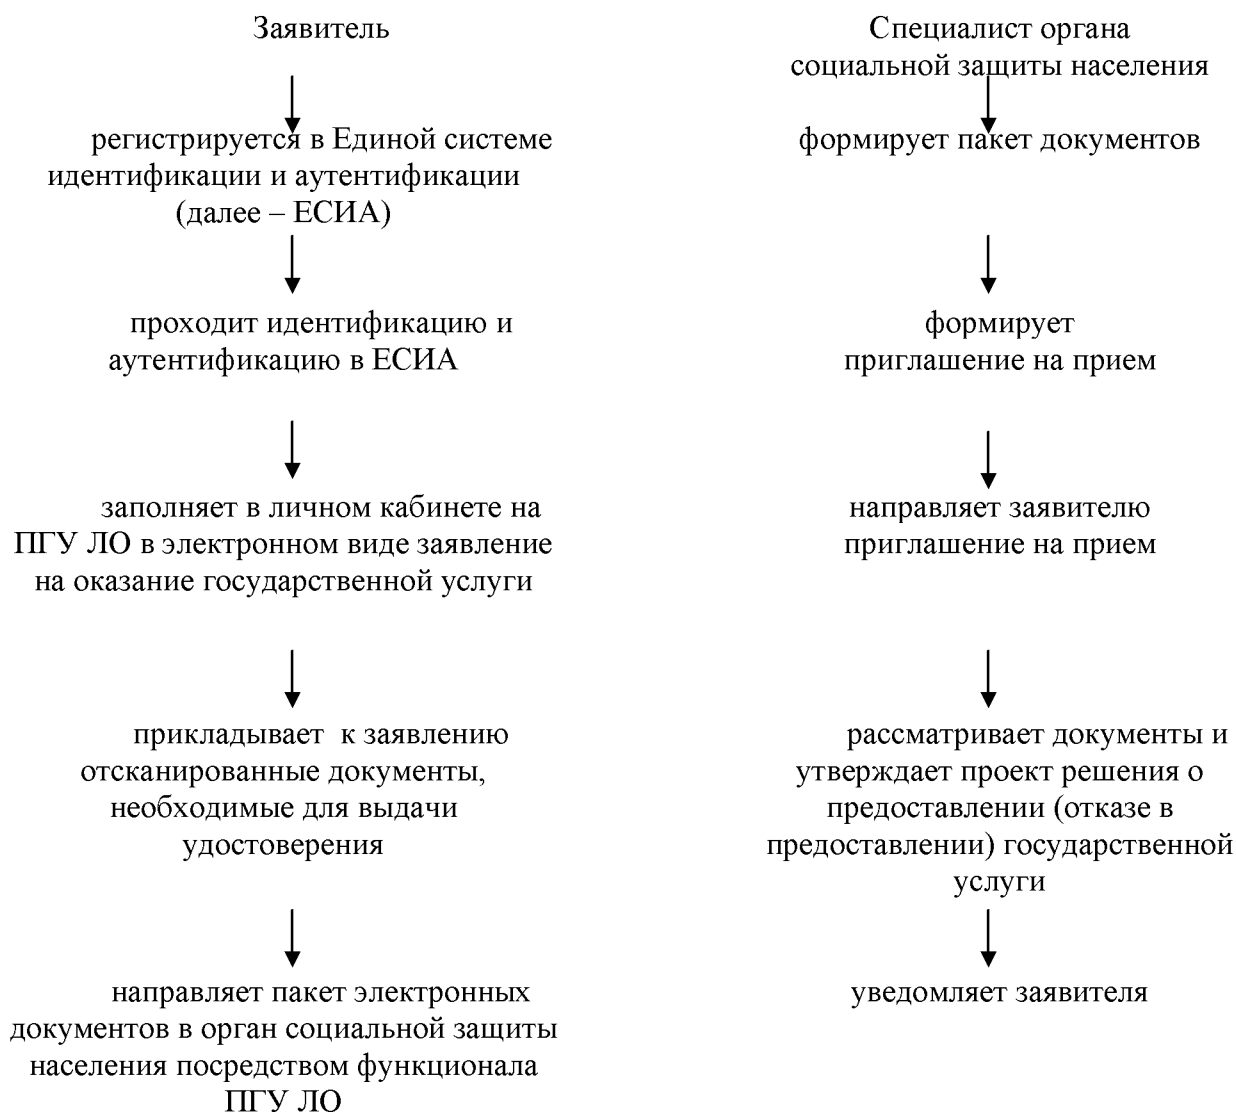 Заявитель
регистрируется в Единой системе
идентификации и аутентификации
(далее – ЕСИА)
проходит идентификацию и
аутентификацию в ЕСИА
заполняет в личном кабинете на
ПГУ ЛО в электронном виде заявление
на оказание государственной услуги
прикладывает к заявлению
отсканированные документы,
необходимые для выдачи
удостоверения
направляет пакет электронных
документов в орган социальной защиты
населения посредством функционала
ПГУ ЛО
Специалист органа
социальной защиты населения
формирует пакет документов
формирует
приглашение на прием
направляет заявителю
приглашение на прием
рассматривает документы и
утверждает проект решения о
предоставлении (отказе в
предоставлении) государственной
услуги
уведомляет заявителя